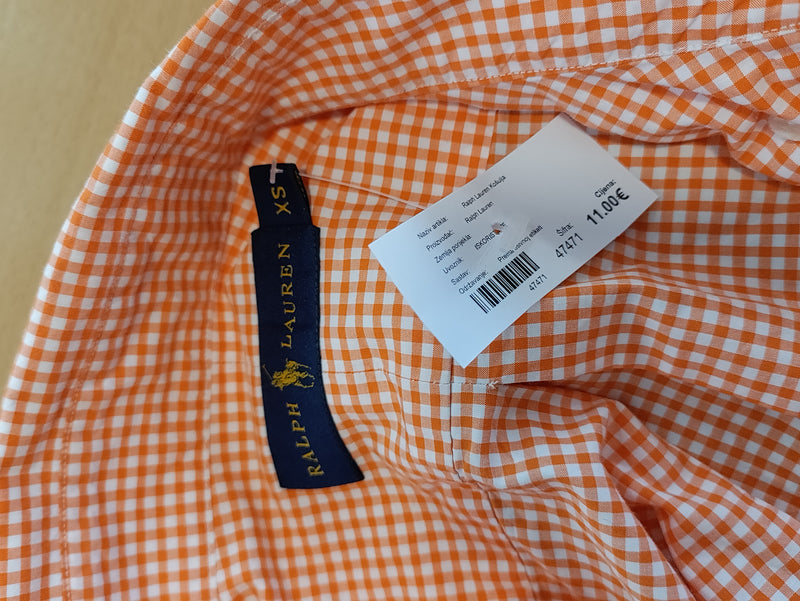 XS
RALPH LAUREN
Naziv artikla: Ralph Lauren Košulja
Proizvođač: Ralph Lauren
Zemlja porijekla:
Uvoznik: ISKORIS
Sastav:
Održavanje: Prema
etiketi
Šifra: 47471
Cijena: 11.00€
47471